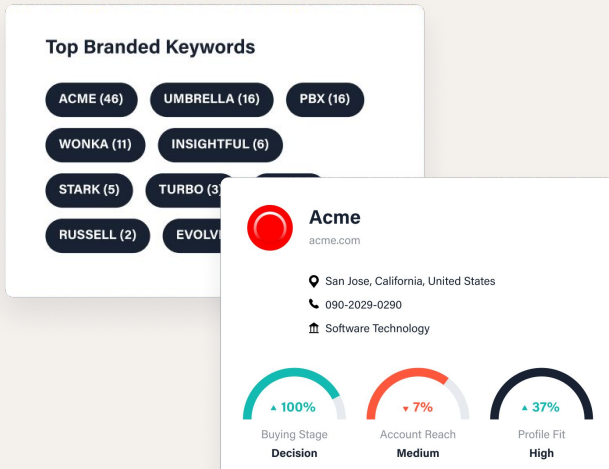 Top Branded Keywords
ACME (46) UMBRELLA (16) PBX (16)
WONKA (11) INSIGHTFUL (6)
STARK (5) TURBO (3)
RUSSELL (2)
Acme
acme.com
San Jose, California, United States
090-2029-0290
Software Technology
▲ 100% ▼ 7% ▲ 37%
Buying Stage Account Reach Profile Fit
Decision Medium High